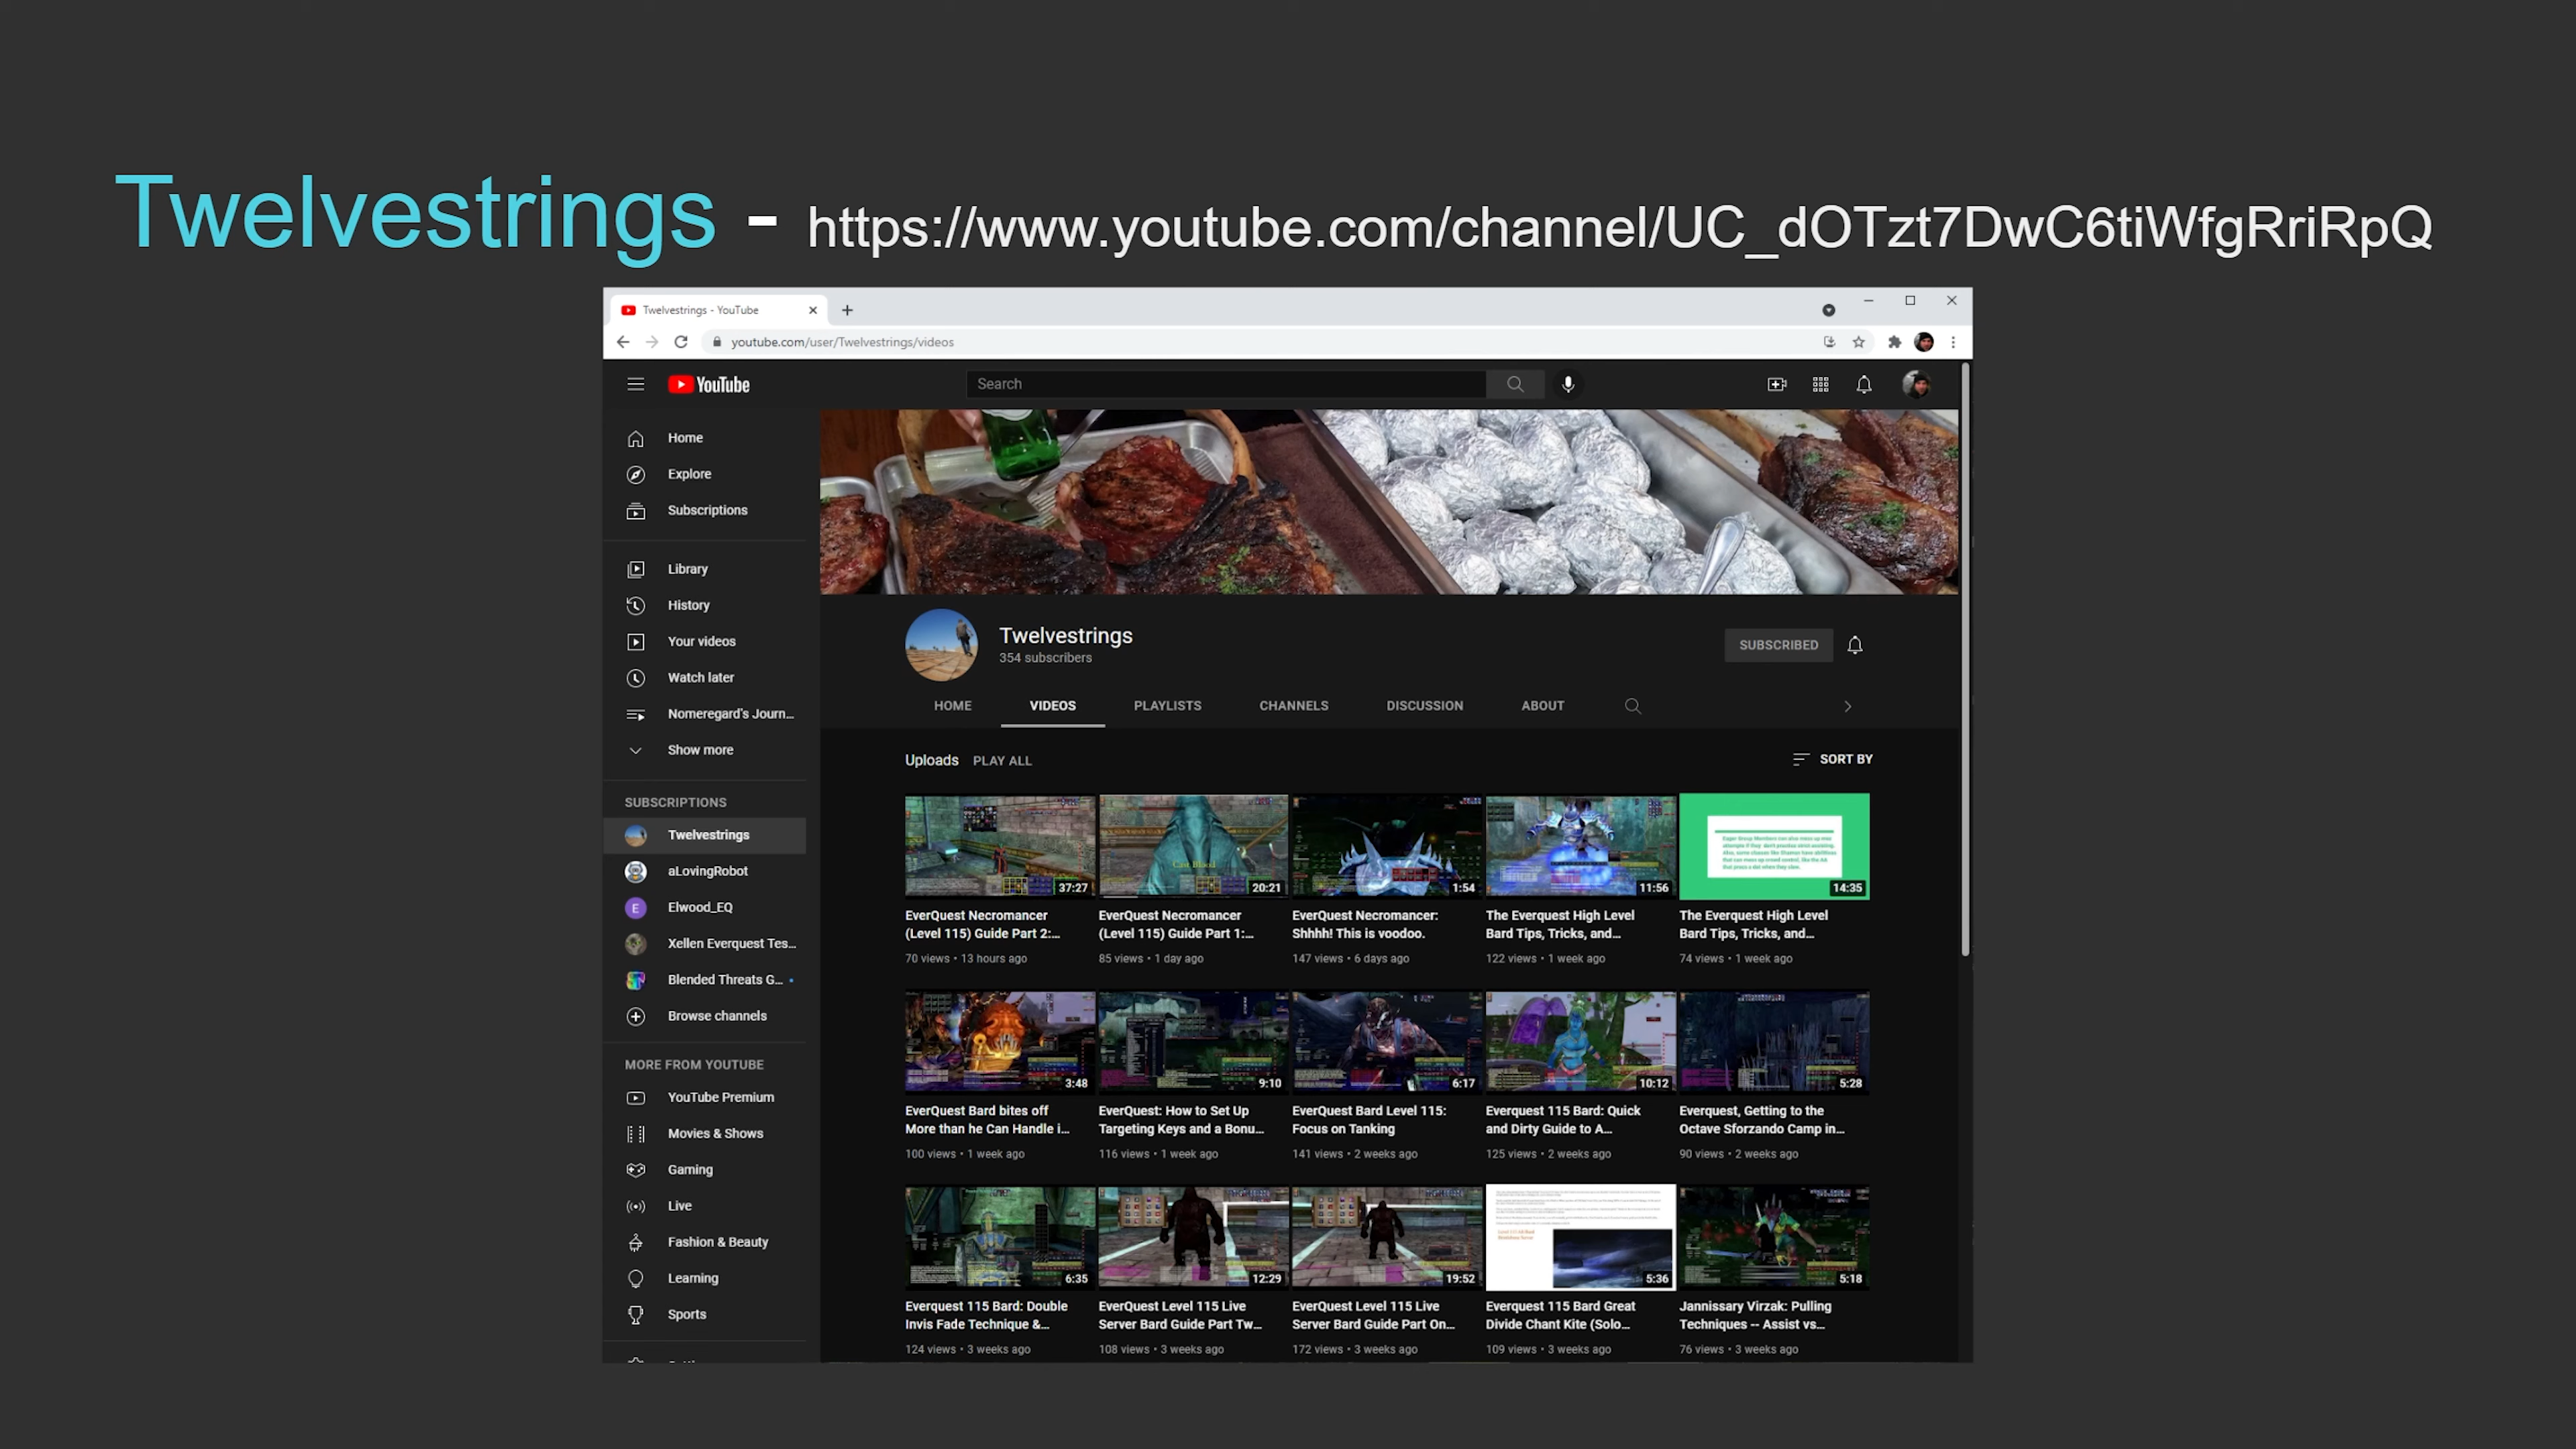 Twelvestrings - https://www.youtube.com/channel/UC_dOTzt7DwC6tiWfgRriRpQ
Twelvestrings - YouTube
youtube.com/user/Twelvestrings/videos
YouTube
Search
Home
Explore
Subscriptions
Library
History
Your videos
Watch later
Nomeregard's Journ...
Show more
SUBSCRIPTIONS
Twelvestrings
aLovingRobot
E
Elwood_EQ
Xellen Everquest Tes...
Blended Threats G...
Browse channels
MORE FROM YOUTUBE
YouTube Premium
Movies & Shows
Gaming
Live
Fashion & Beauty
Learning
Sports
Twelvestrings
354 subscribers
SUBSCRIBED
HOME VIDEOS PLAYLISTS CHANNELS DISCUSSION ABOUT
Uploads PLAY ALL
SORT BY
37:27
EverQuest Necromancer
(Level 115) Guide Part 2:...
70 views • 13 hours ago
Cast Blood
20:21
EverQuest Necromancer
(Level 115) Guide Part 1:...
85 views • 1 day ago
1:54
EverQuest Necromancer:
Shhhh! This is voodoo.
147 views • 6 days ago
11:56
The Everquest High Level
Bard Tips, Tricks, and...
122 views • 1 week ago
14:35
The Everquest High Level
Bard Tips, Tricks, and...
74 views • 1 week ago
3:48
EverQuest Bard bites off
More than he Can Handle i...
100 views • 1 week ago
9:10
EverQuest: How to Set Up
Targeting Keys and a Bonu...
116 views • 1 week ago
6:17
EverQuest Bard Level 115:
Focus on Tanking
141 views • 2 weeks ago
10:12
Everquest 115 Bard: Quick
and Dirty Guide to A...
125 views • 2 weeks ago
5:28
Everquest, Getting to the
Octave Sforzando Camp in...
90 views • 2 weeks ago
6:35
Everquest 115 Bard: Double
Invis Fade Technique &...
124 views • 3 weeks ago
12:29
EverQuest Level 115 Live
Server Bard Guide Part Tw...
108 views • 3 weeks ago
19:52
EverQuest Level 115 Live
Server Bard Guide Part On...
172 views • 3 weeks ago
5:36
Everquest 115 Bard Great
Divide Chant Kite (Solo...
109 views • 3 weeks ago
5:18
Jannissary Virzak: Pulling
Techniques -- Assist vs...
76 views • 3 weeks ago